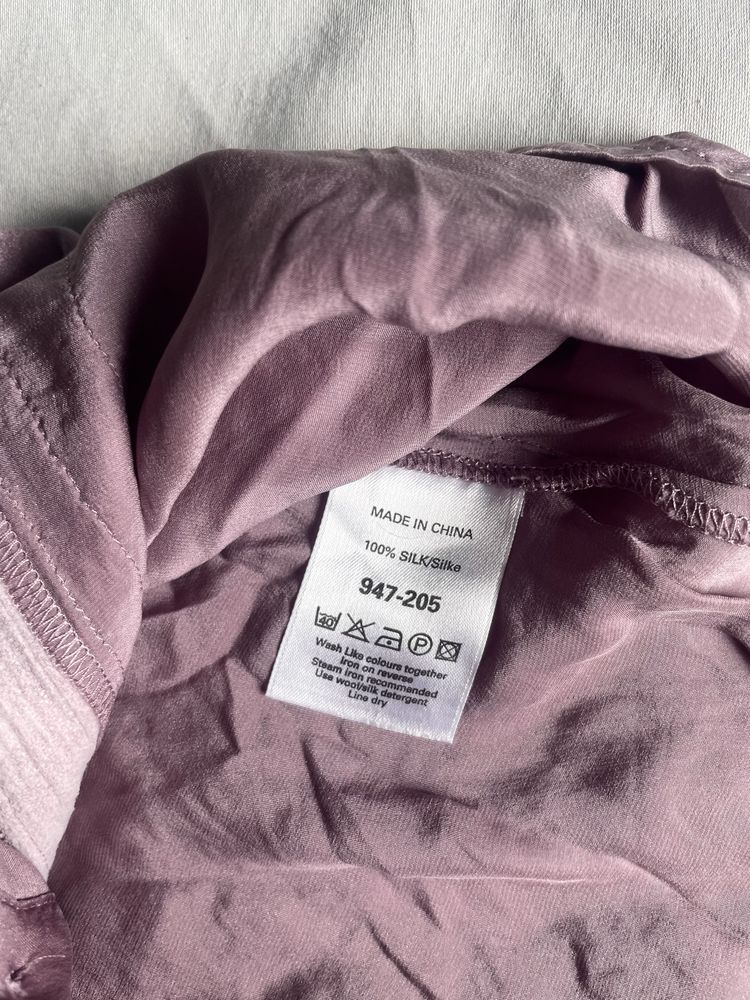 MADE IN CHINA
100% SILK/Silke
947-205
40
P
Wash Like colours together
Iron on reverse
Steam iron recommended
Usa wool/silk detergent
Line dry